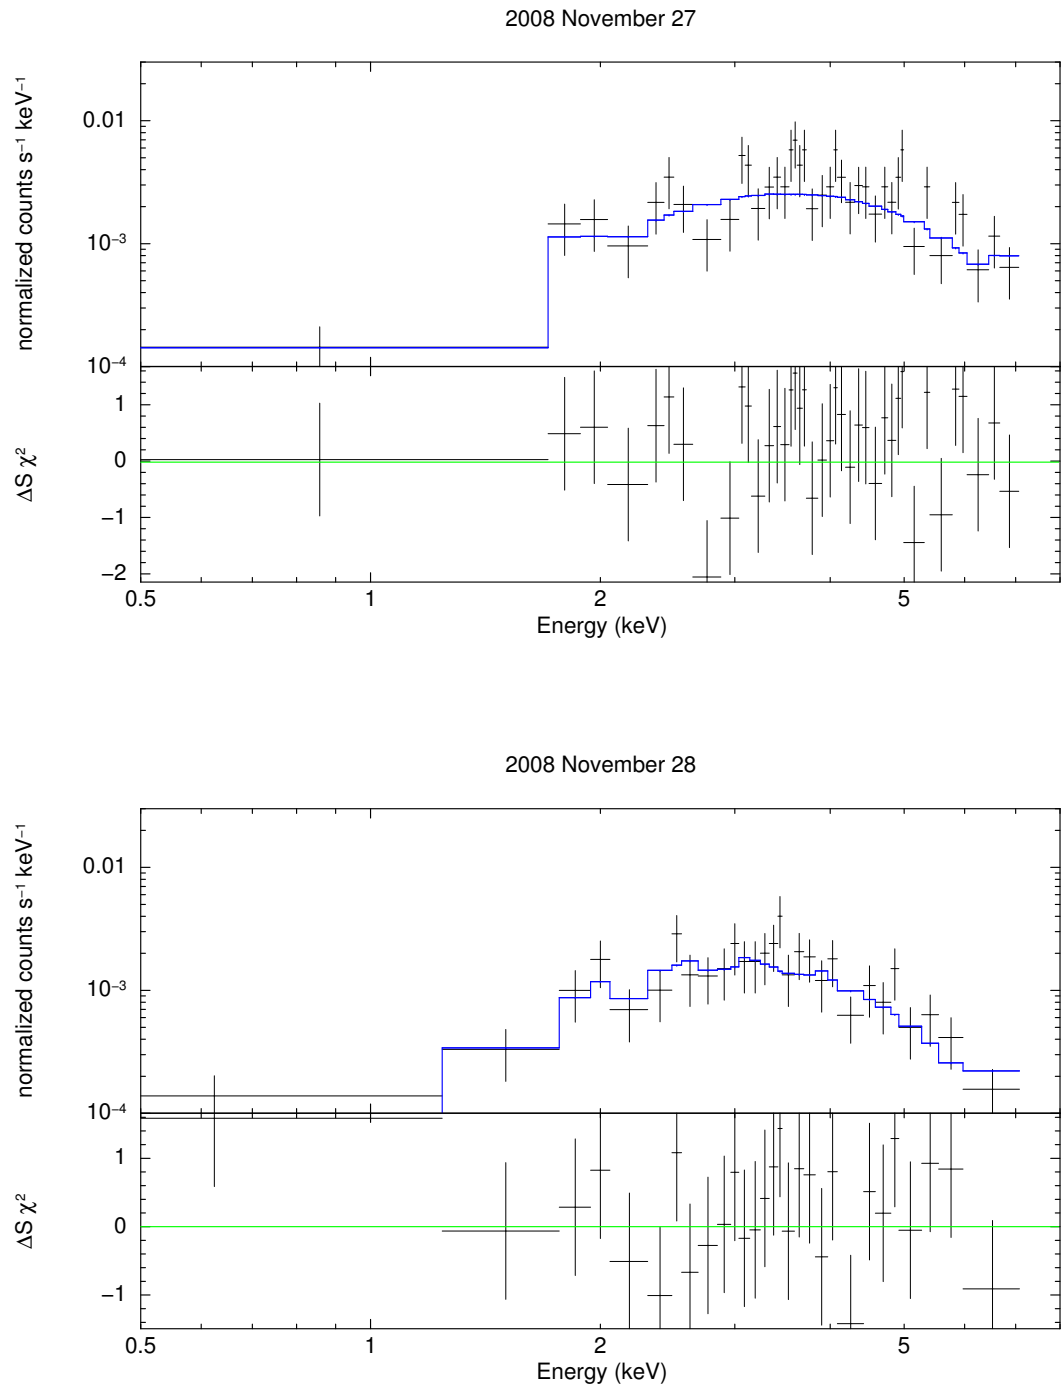 2008 November 27
normalized counts s⁻¹ keV⁻¹
0.01
10⁻³
10⁻⁴
ΔS χ²
1
0
−1
−2
0.5 1 2 5
Energy (keV)
2008 November 28
normalized counts s⁻¹ keV⁻¹
0.01
10⁻³
10⁻⁴
ΔS χ²
1
0
−1
0.5 1 2 5
Energy (keV)